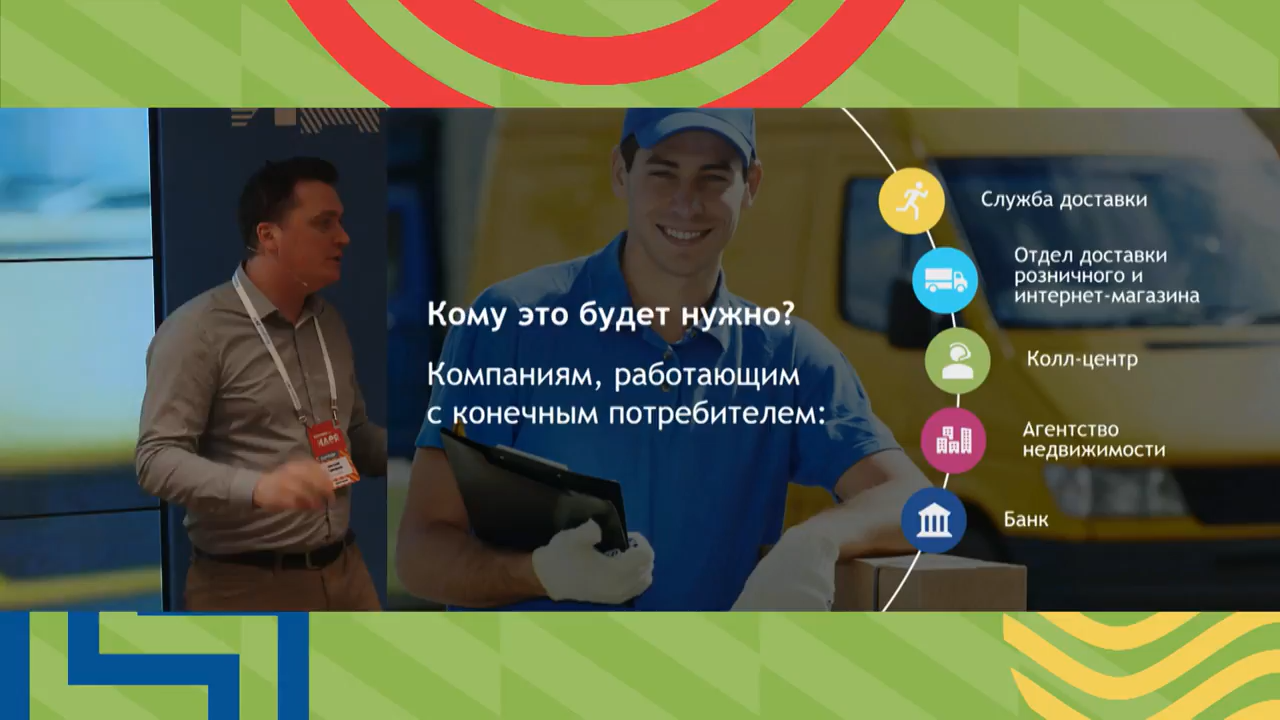 Кому это будет нужно?
Компаниям, работающим
с конечным потребителем:
Служба доставки
Отдел доставки
розничного и
интернет-магазина
Колл-центр
Агентство
недвижимости
Банк